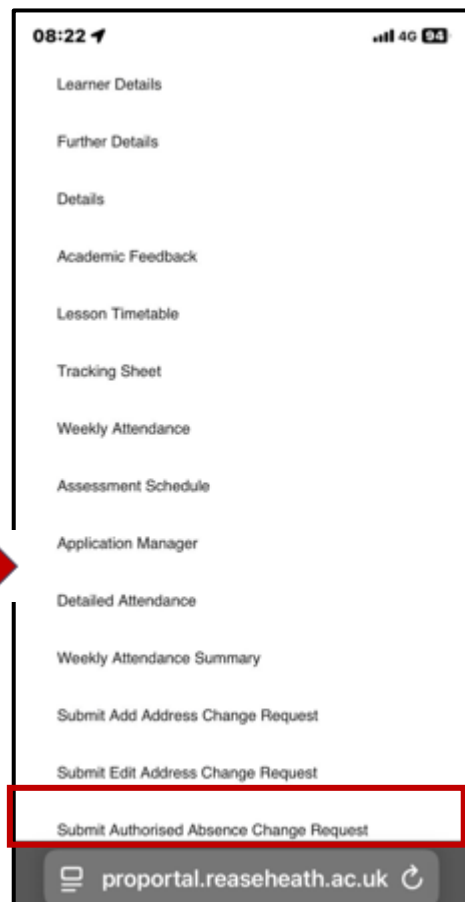 08:22
4G 94
Learner Details
Further Details
Details
Academic Feedback
Lesson Timetable
Tracking Sheet
Weekly Attendance
Assessment Schedule
Application Manager
Detailed Attendance
Weekly Attendance Summary
Submit Add Address Change Request
Submit Edit Address Change Request
Submit Authorised Absence Change Request
proportal.reaseheath.ac.uk